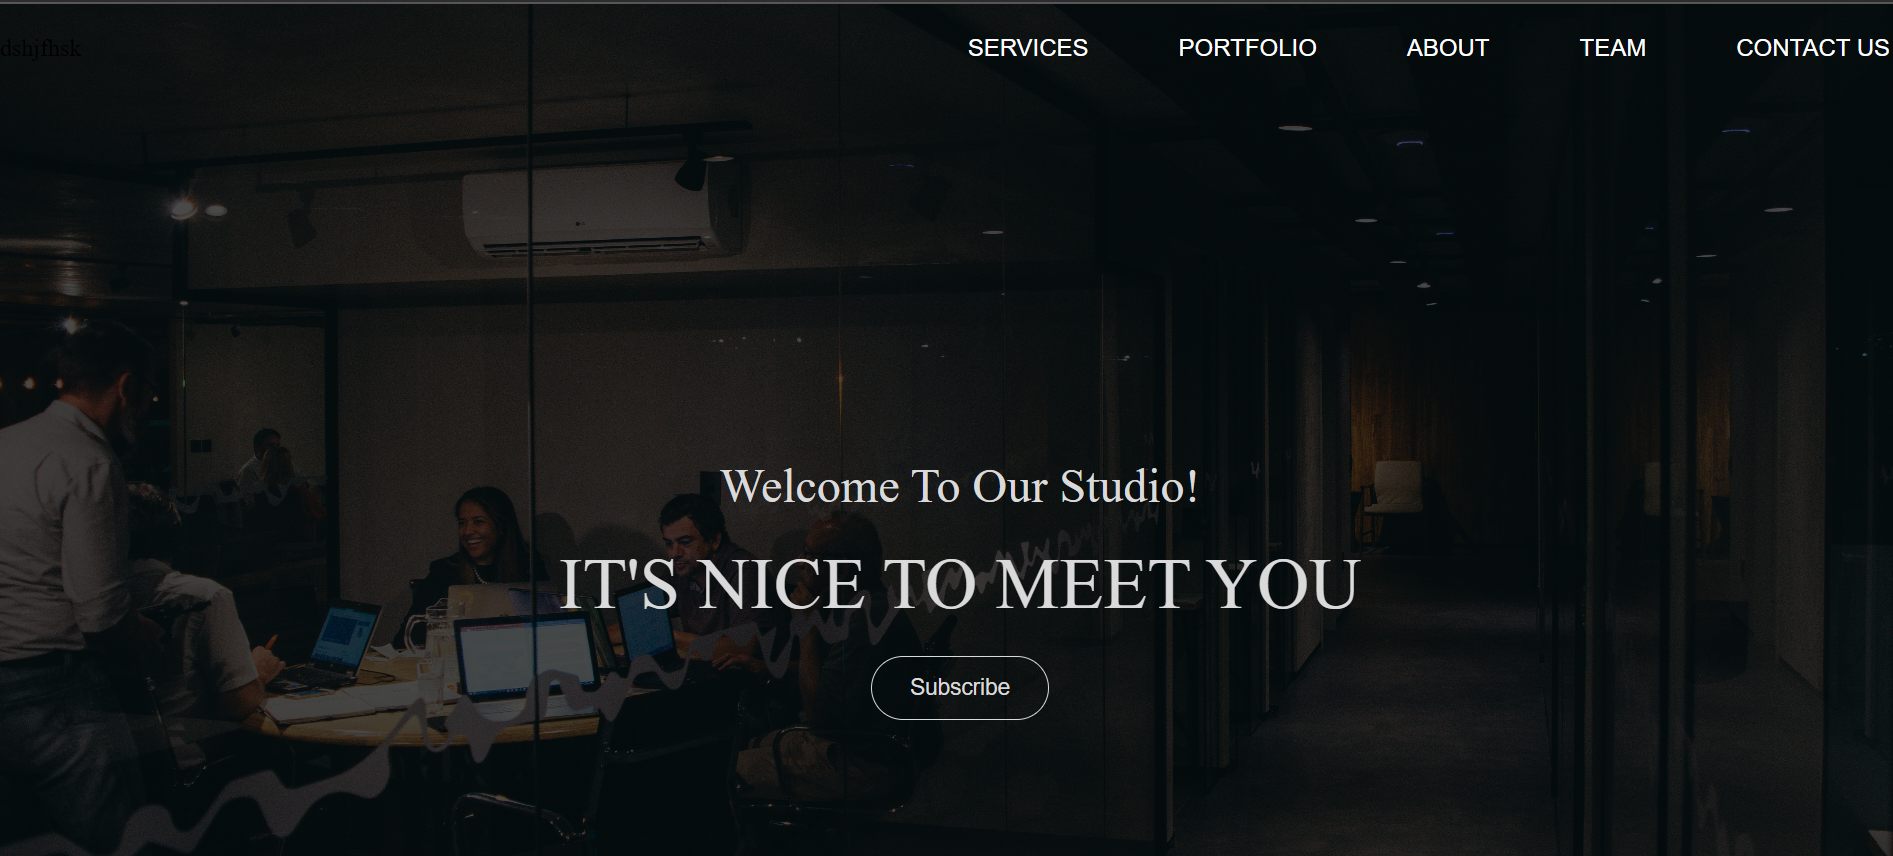 dshjfhsk
SERVICES PORTFOLIO ABOUT TEAM CONTACT US
Welcome To Our Studio!
IT'S NICE TO MEET YOU
Subscribe